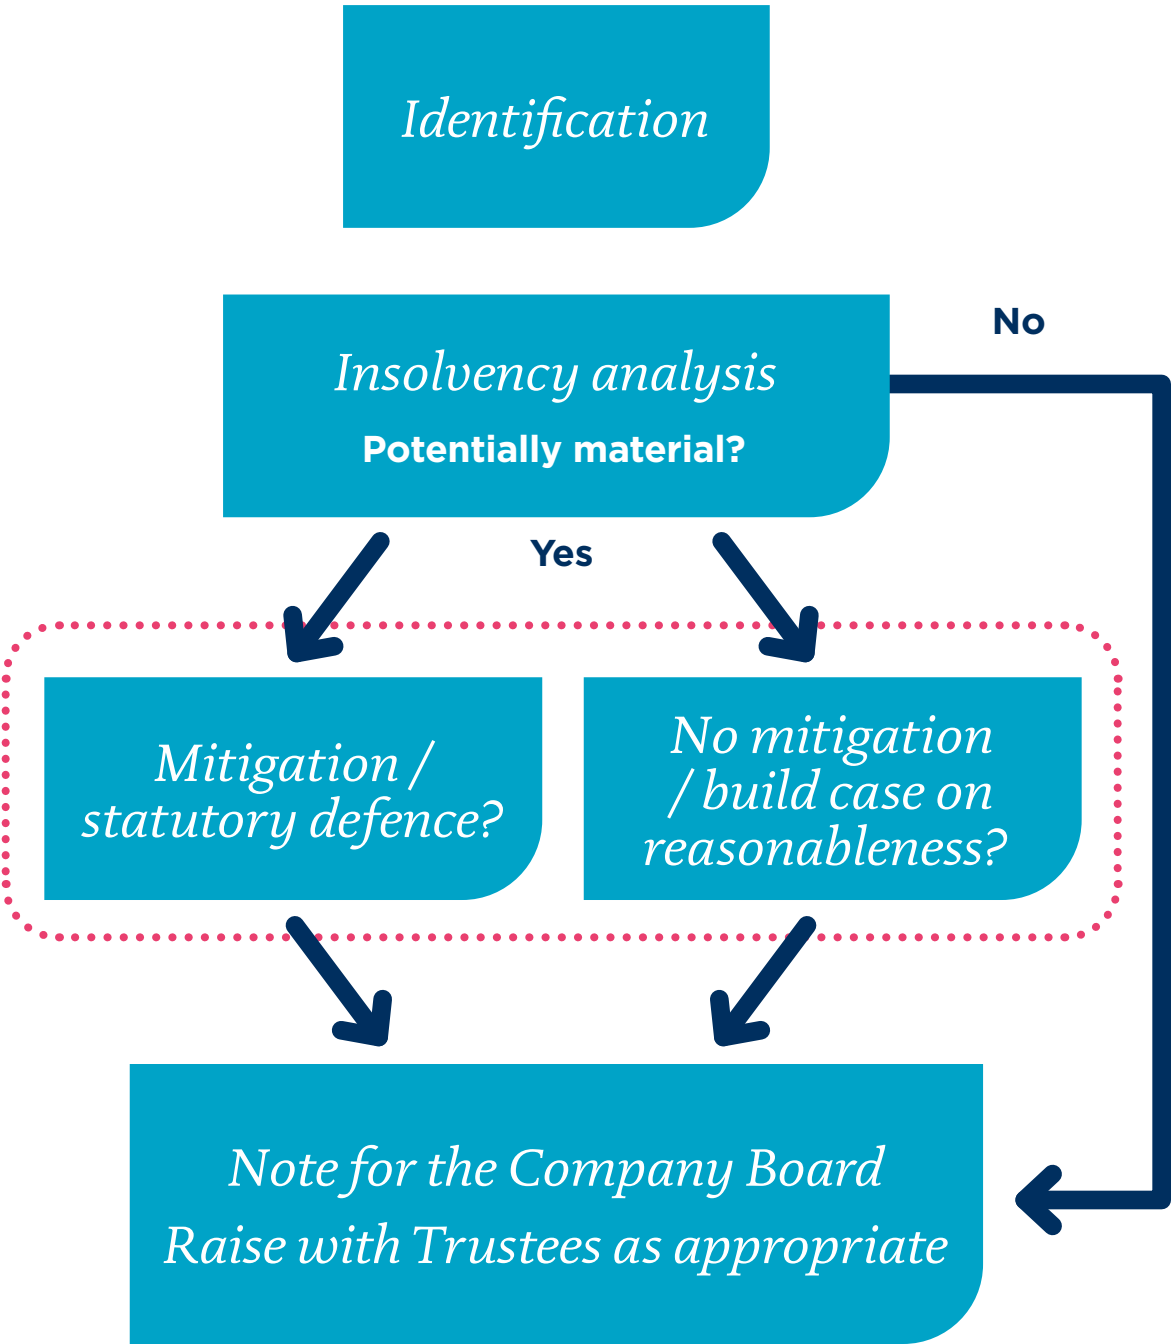 Identification
Insolvency analysis
Potentially material?
No
Yes
Mitigation /
statutory defence?
No mitigation
/ build case on
reasonableness?
Note for the Company Board
Raise with Trustees as appropriate